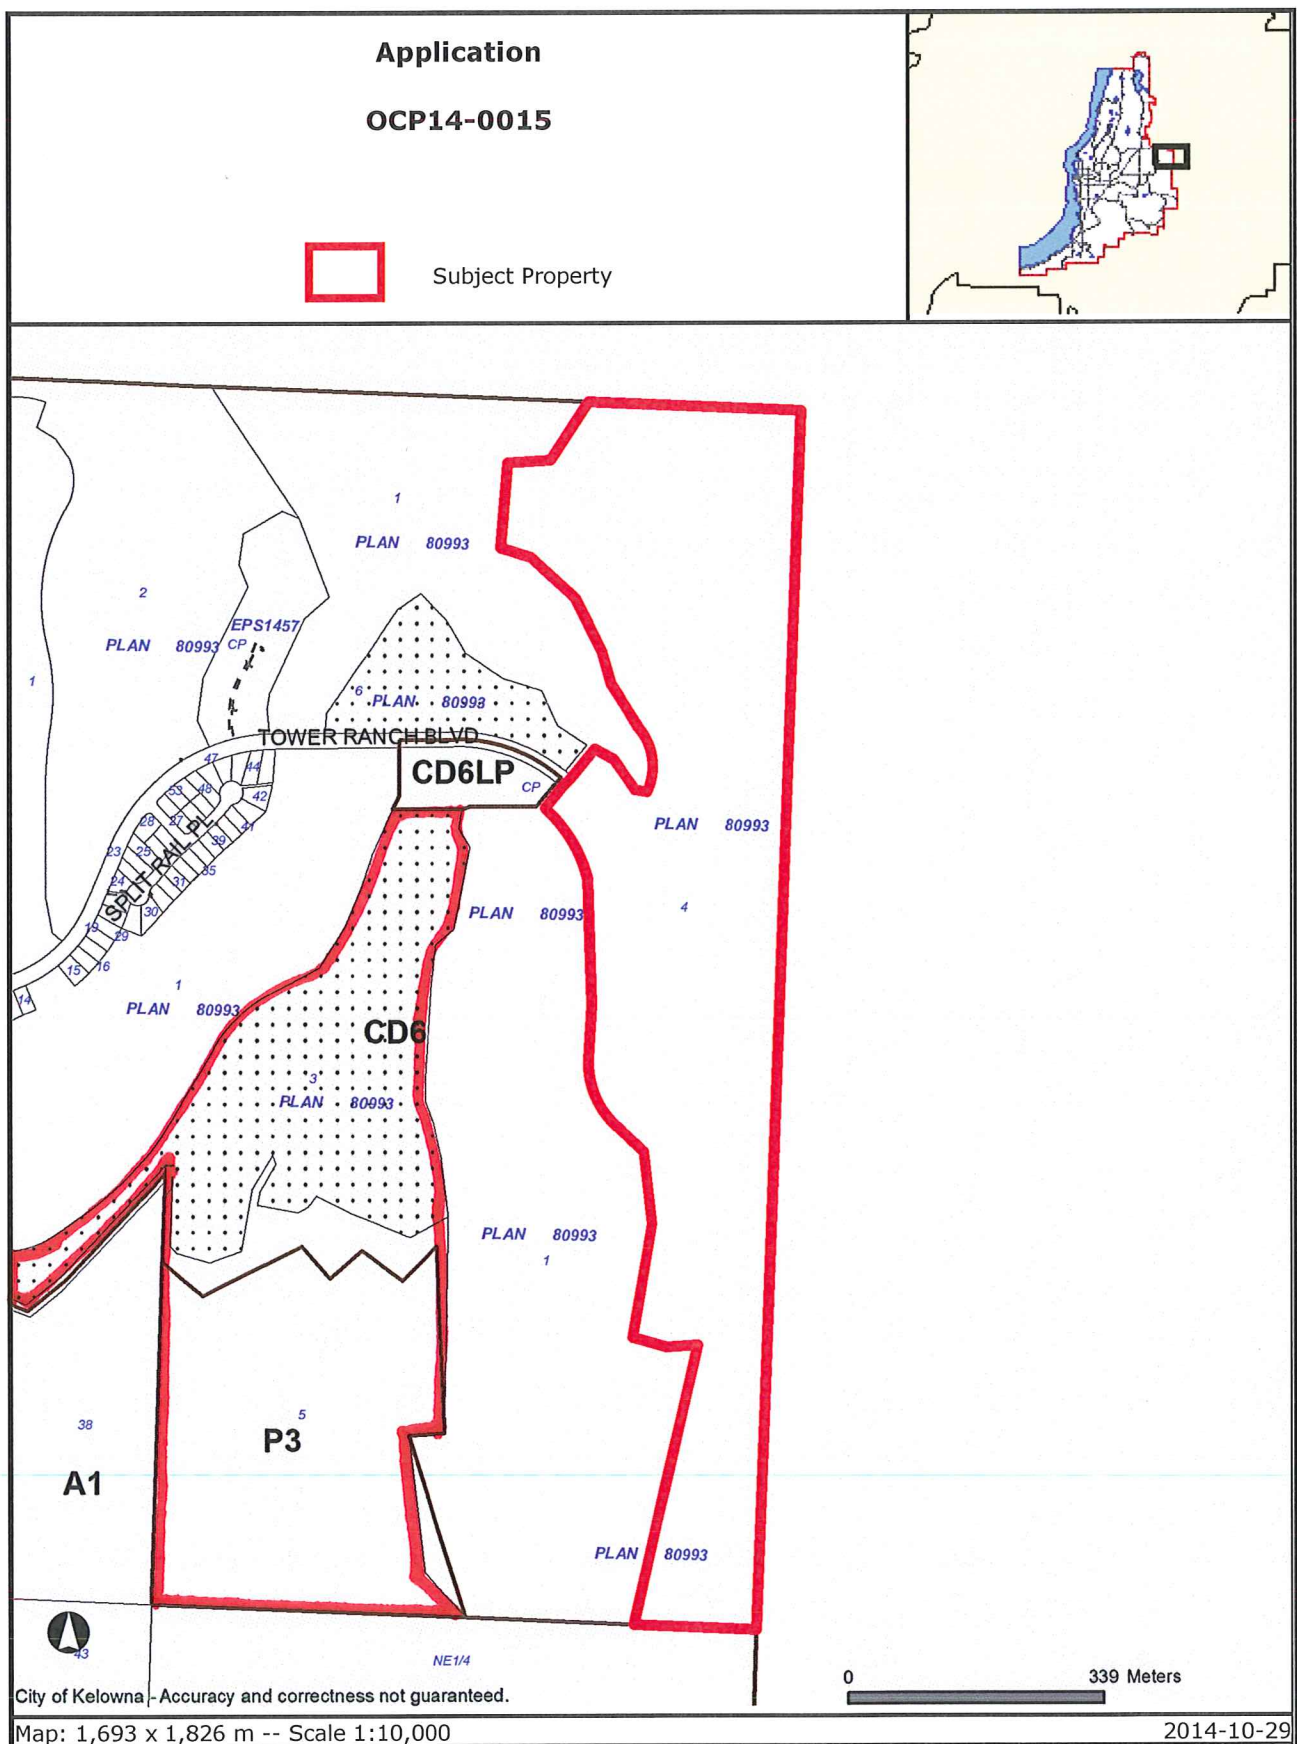 Application
OCP14-0015
Subject Property
1
PLAN 80993
2
PLAN 80993
EPS1457
CP
1
6
PLAN 80993
TOWER RANCH BLVD
CD6LP
CP
47
44
53
48
42
28
27
41
23
25
39
SPLIT RAIL PL
24
31
35
30
19
29
15
16
14
PLAN 80993
4
PLAN 80993
1
PLAN 80993
CD6
3
PLAN 80993
PLAN 80993
1
38
5
P3
A1
PLAN 80993
43
NE1/4
0 339 Meters
City of Kelowna - Accuracy and correctness not guaranteed.
Map: 1,693 x 1,826 m -- Scale 1:10,000
2014-10-29